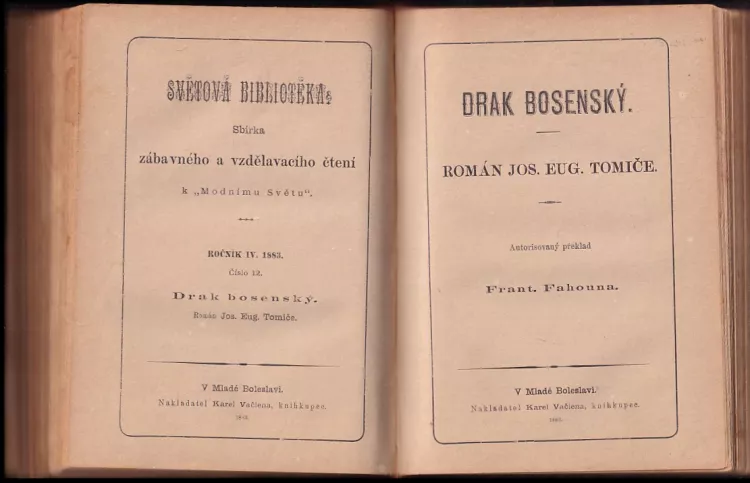 SVĚTOVÁ BIBLIOTÉKA.
Sbírka
zábavného a vzdělavacího čtení
k „Modnímu Světu“.
ROČNÍK IV. 1883.
Číslo 12.
Drak bosenský.
Román Jos. Eug. Tomiče.
V Mladé Boleslavi.
Nakladatel Karel Vačlena, knihkupec.
DRAK BOSENSKÝ.
ROMÁN JOS. EUG. TOMIČE.
Autorisovaný překlad
Frant. Fahouna.
V Mladé Boleslavi.
Nakladatel Karel Vačlena, knihkupec.